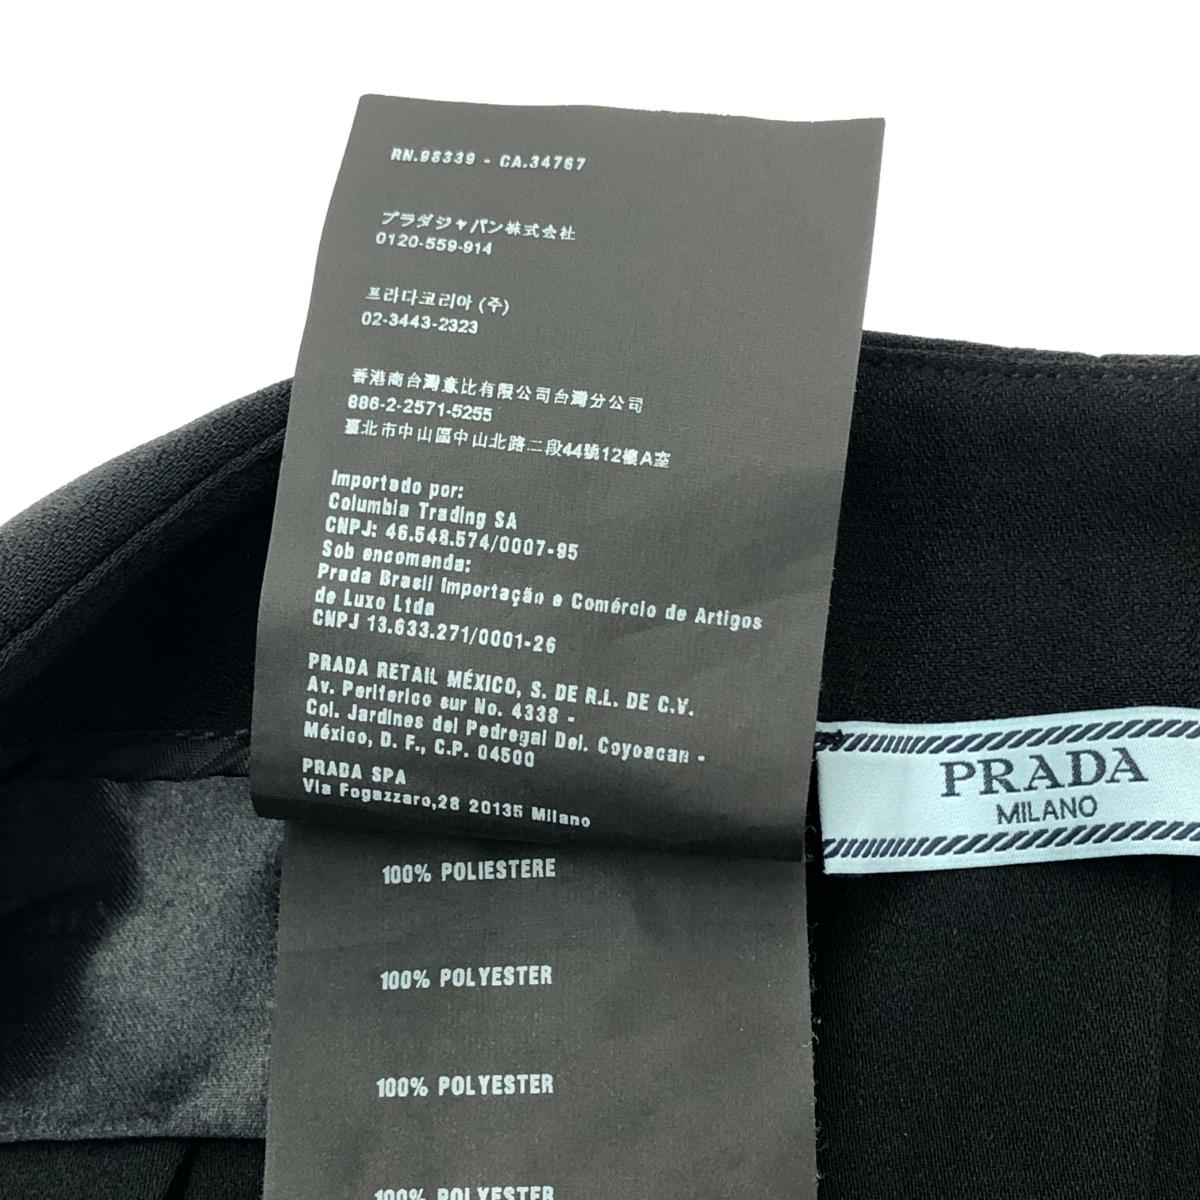 RN.98339 - CA.34767
プラダジャパン株式会社
0120-559-914
프라다코리아 (주)
02-3443-2323
香港商台灣意比有限公司台灣分公司
886-2-2571-5255
臺北市中山區中山北路二段44號12樓A室
Importado por:
Columbia Trading SA
CNPJ: 46.548.574/0007-95
Sob encomenda:
Prada Brasil Importação e Comércio de Artigos
de Luxo Ltda
CNPJ 13.633.271/0001-26
PRADA RETAIL MÉXICO, S. DE R.L. DE C.V.
Av. Periferico sur No. 4338 -
Col. Jardines del Pedregal Del. Coyoacan -
México, D. F., C.P. 04500
PRADA SPA
Via Fogazzaro,28 20135 Milano
PRADA
MILANO
100% POLIESTERE
100% POLYESTER
100% POLYESTER
100% POLYESTER